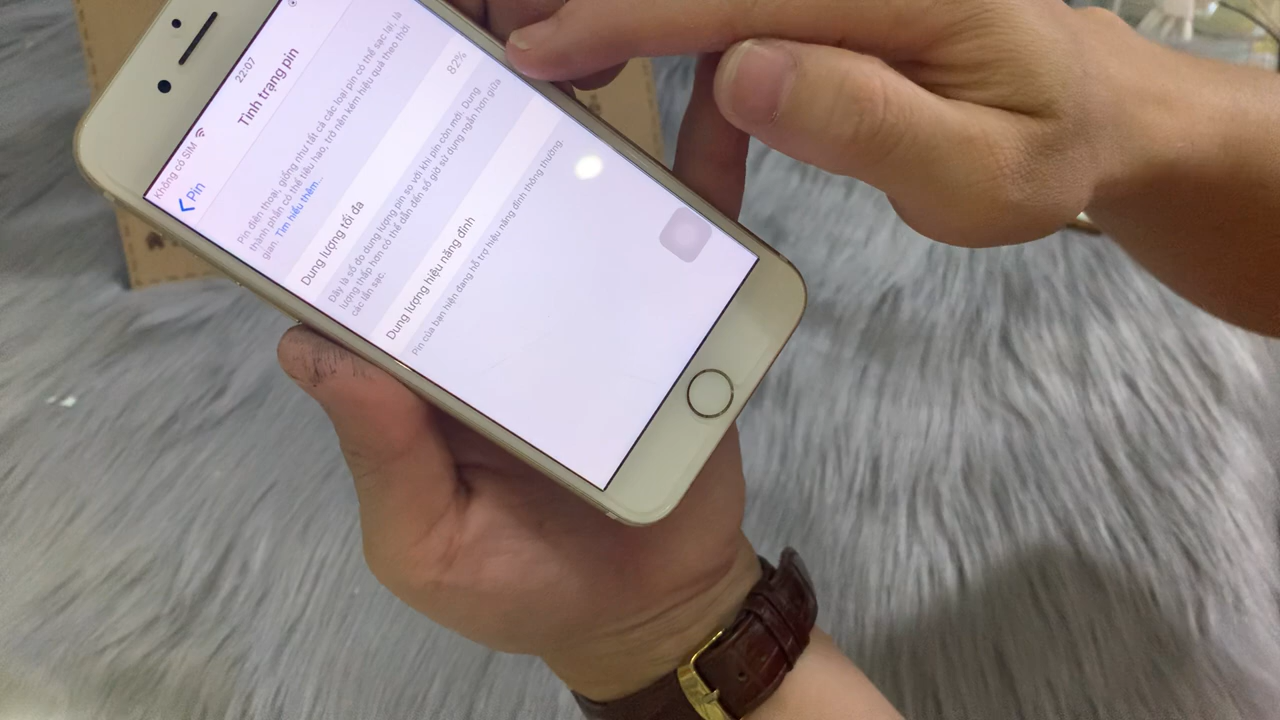 Không có SIM
22:07
Pin
Tình trạng pin
Pin điện thoại, giống như tất cả các loại pin có thể sạc lại, là
thành phần có thể tiêu hao, trở nên kém hiệu quả theo thời
gian. Tìm hiểu thêm...
Dung lượng tối đa 82%
Đây là số đo dung lượng pin so với khi pin còn mới. Dung
lượng thấp hơn có thể dẫn đến số giờ sử dụng ngắn hơn giữa
các lần sạc.
Dung lượng hiệu năng đỉnh
Pin của bạn hiện đang hỗ trợ hiệu năng đỉnh thông thường.